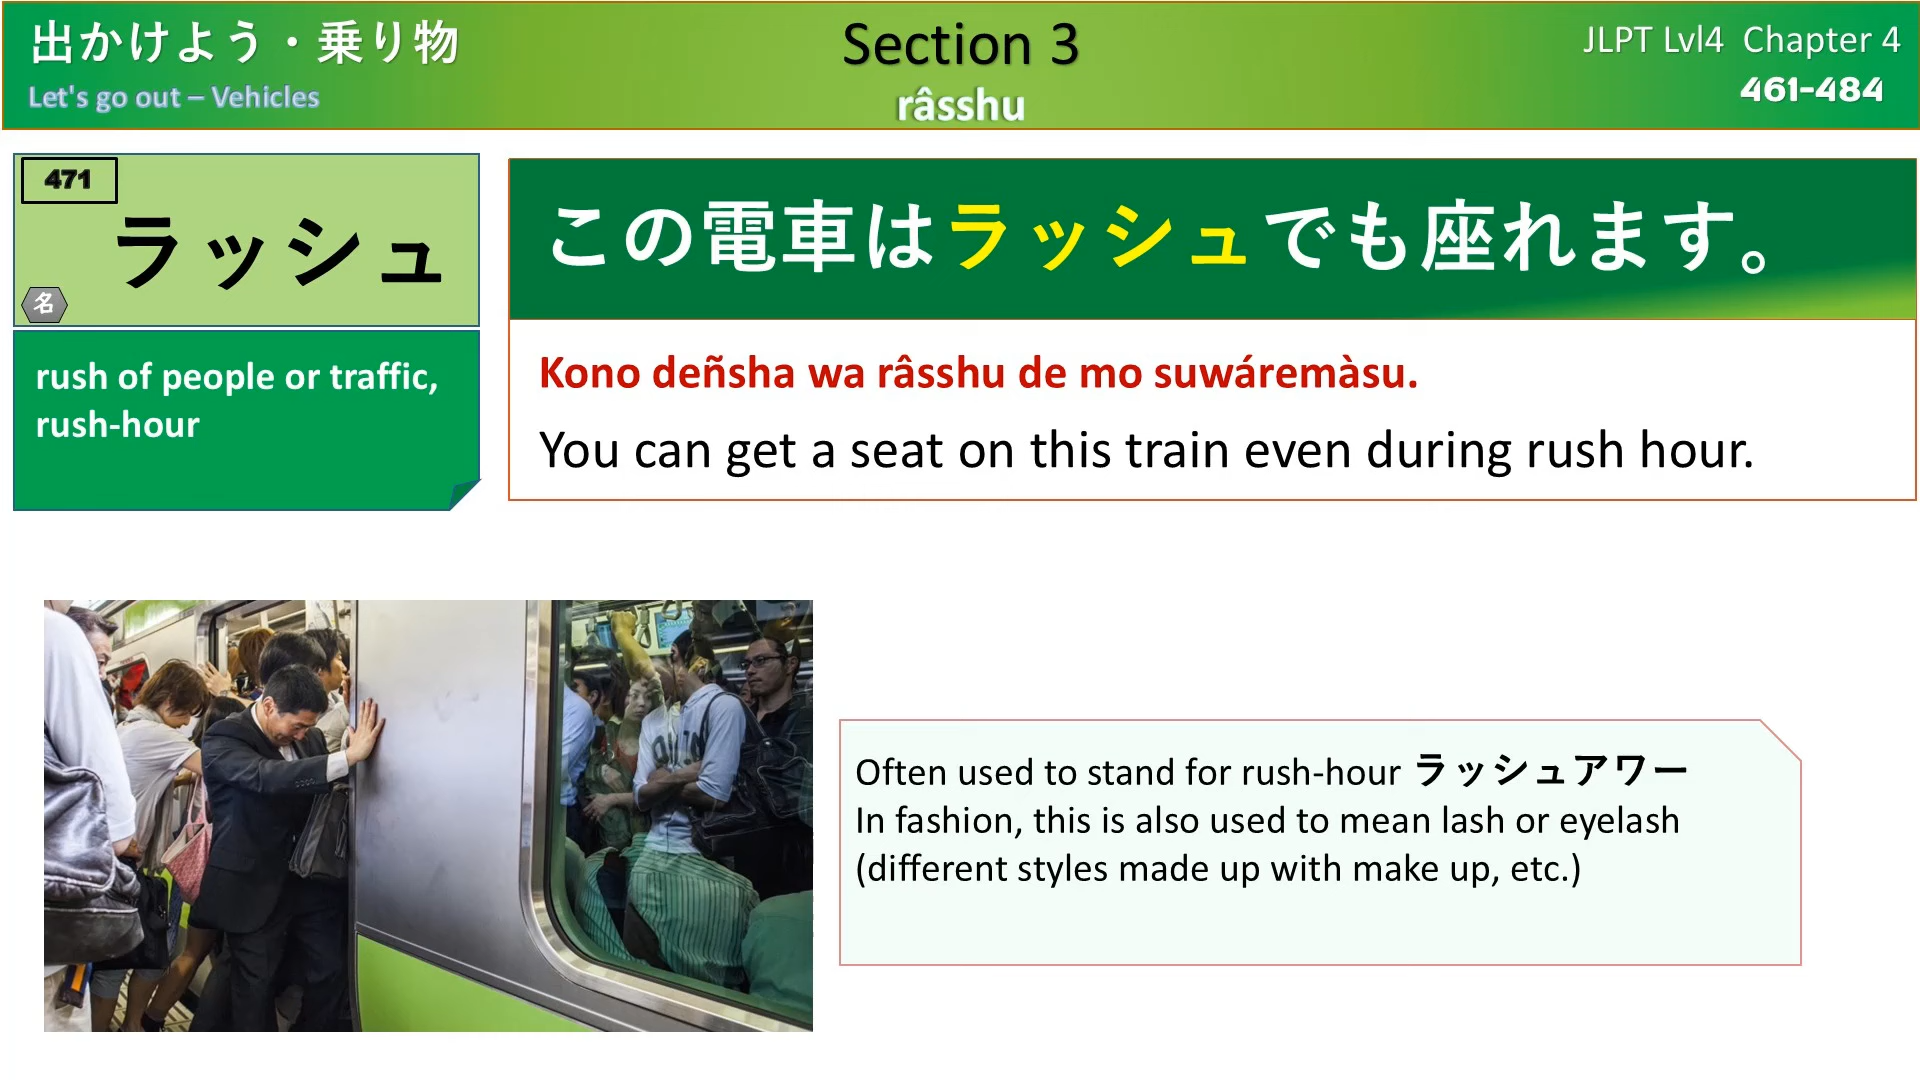 出かけよう・乗り物
Let's go out – Vehicles
Section 3
râsshu
JLPT Lvl4 Chapter 4
461-484
471
ラッシュ
名
rush of people or traffic,
rush-hour
この電車はラッシュでも座れます。
Kono deñsha wa râsshu de mo suwáremàsu.
You can get a seat on this train even during rush hour.
Often used to stand for rush-hour ラッシュアワー
In fashion, this is also used to mean lash or eyelash
(different styles made up with make up, etc.)